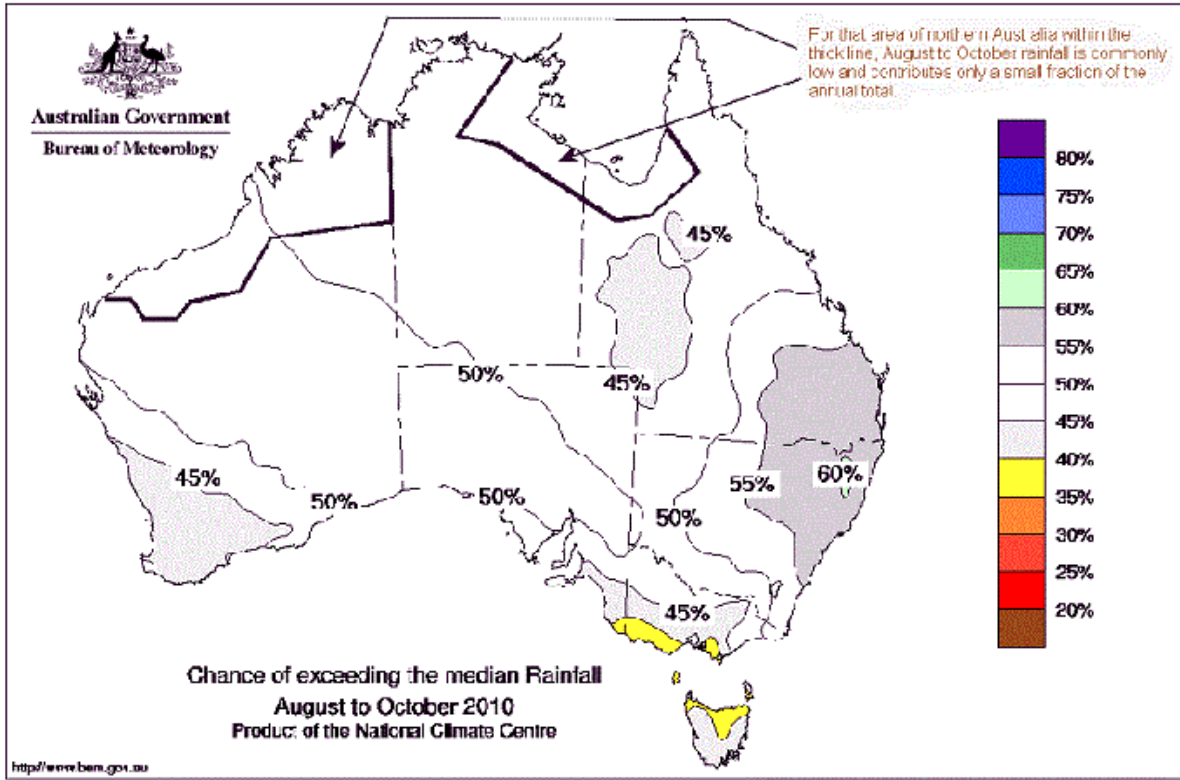 For that area of northern Aust alia within the
thick line, August to October rainfall is commonly
low and contributes only a small fraction of the
annual total.
Australian Government
Bureau of Meteorology
80%
75%
70%
65%
60%
55%
50%
45%
40%
35%
30%
25%
20%
45%
50%
45%
45%
50%
50%
55%
60%
50%
45%
Chance of exceeding the median Rainfall
August to October 2010
Product of the National Climate Centre
http://www.bom.gov.au